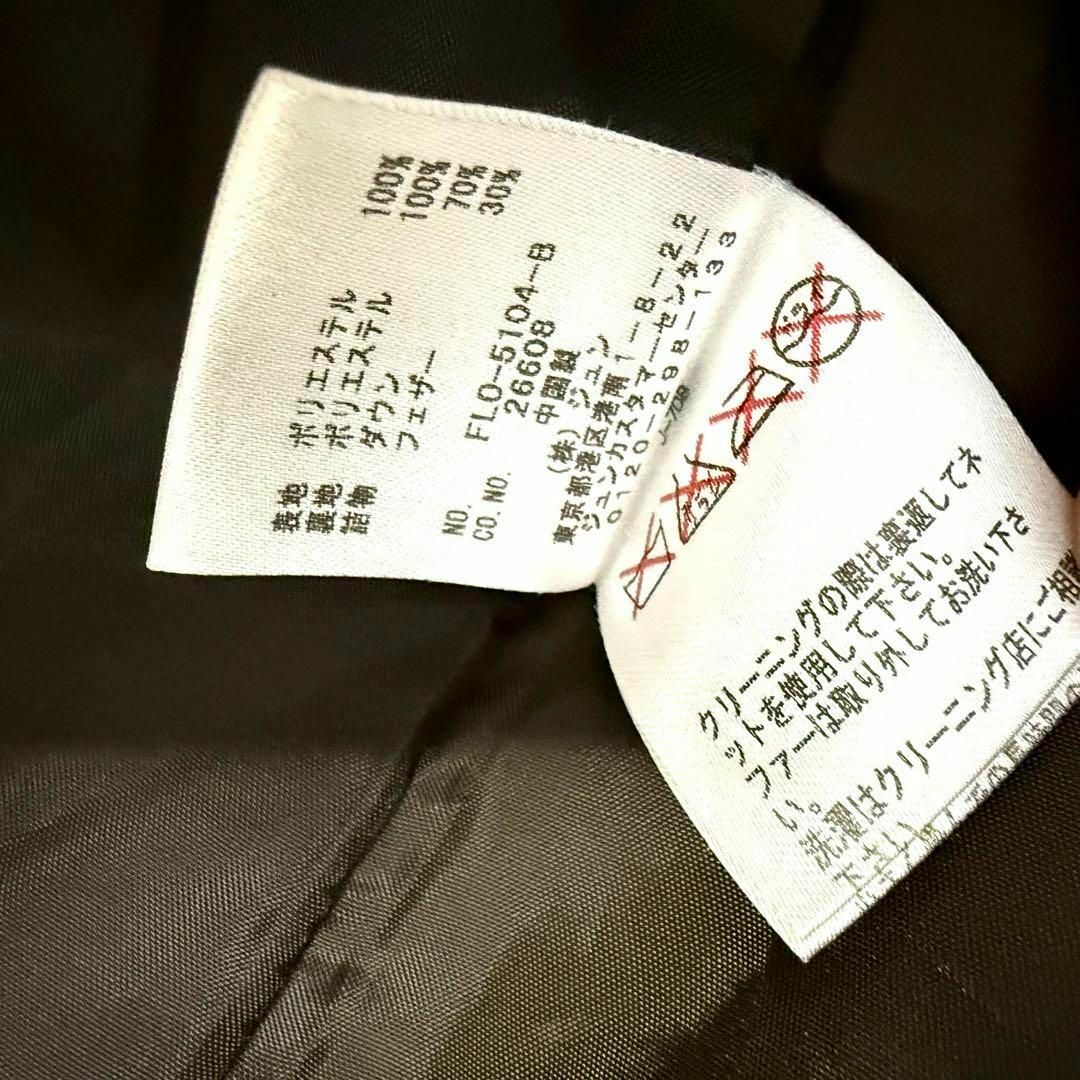 表地 ポリエステル 100%
裏地 ポリエステル 100%
詰物 ダウン 70%
フェザー 30%
NO. FLO-5104-B
CO.NO. 26608
中国製
(株) ジュン
東京都港区港南1-8-22
ジュンカスタマーセンター
0120-298-133
クリーニングの際は裏返してネ
ットを使用して下さい。
ファーは取り外してお洗い下さ
い。
洗濯はクリーニング店にご相談
下さい